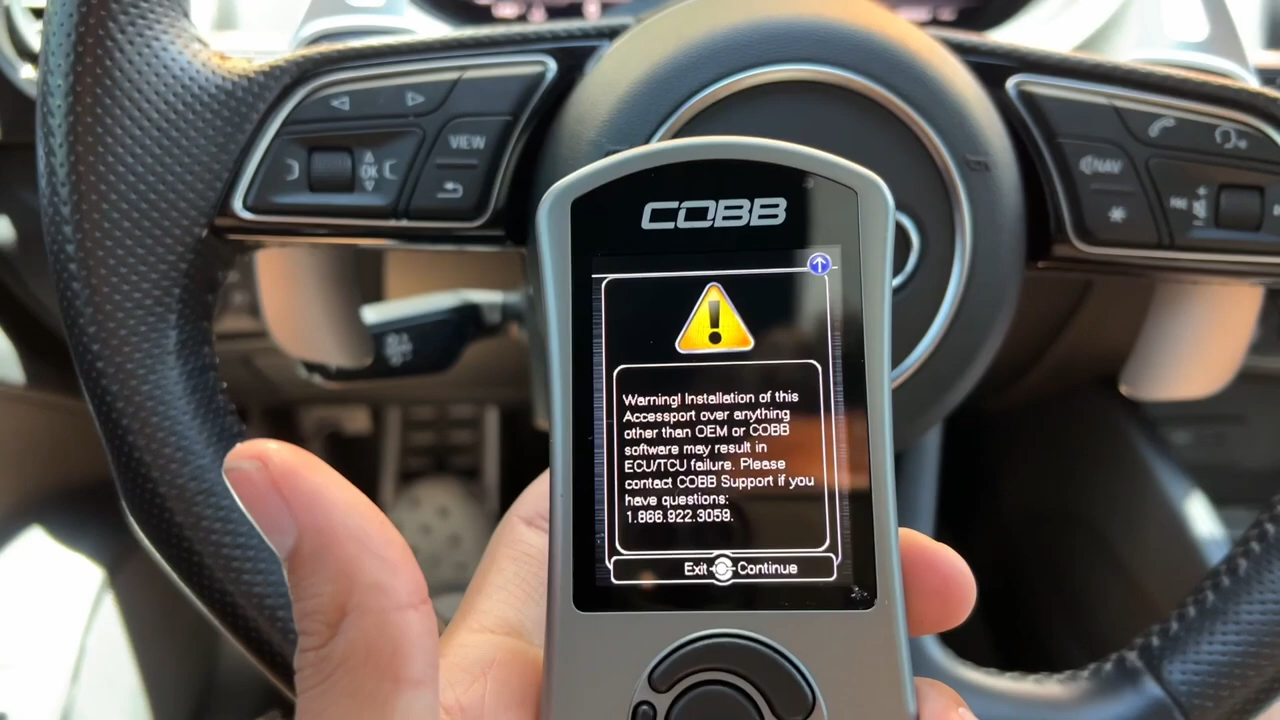 VIEW
OK
NAV
COBB
Warning! Installation of this
Accessport over anything
other than OEM or COBB
software may result in
ECU/TCU failure. Please
contact COBB Support if you
have questions:
1.866.922.3059.
Exit Continue